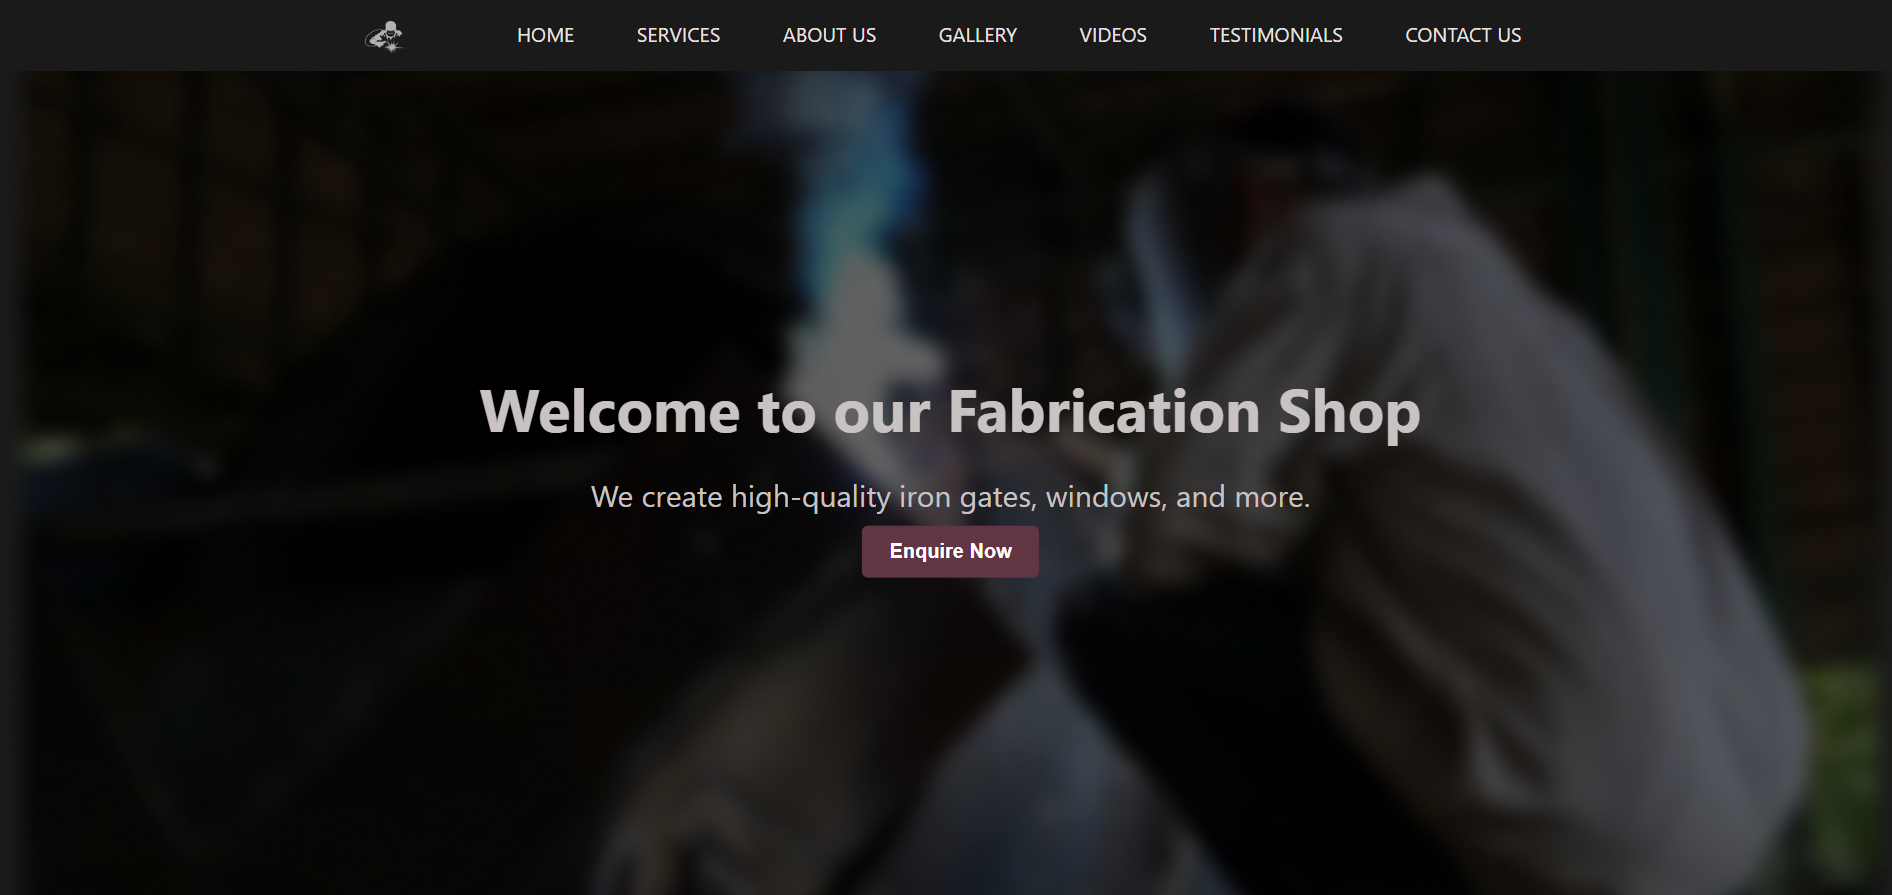 HOME SERVICES ABOUT US GALLERY VIDEOS TESTIMONIALS CONTACT US
Welcome to our Fabrication Shop
We create high-quality iron gates, windows, and more.
Enquire Now